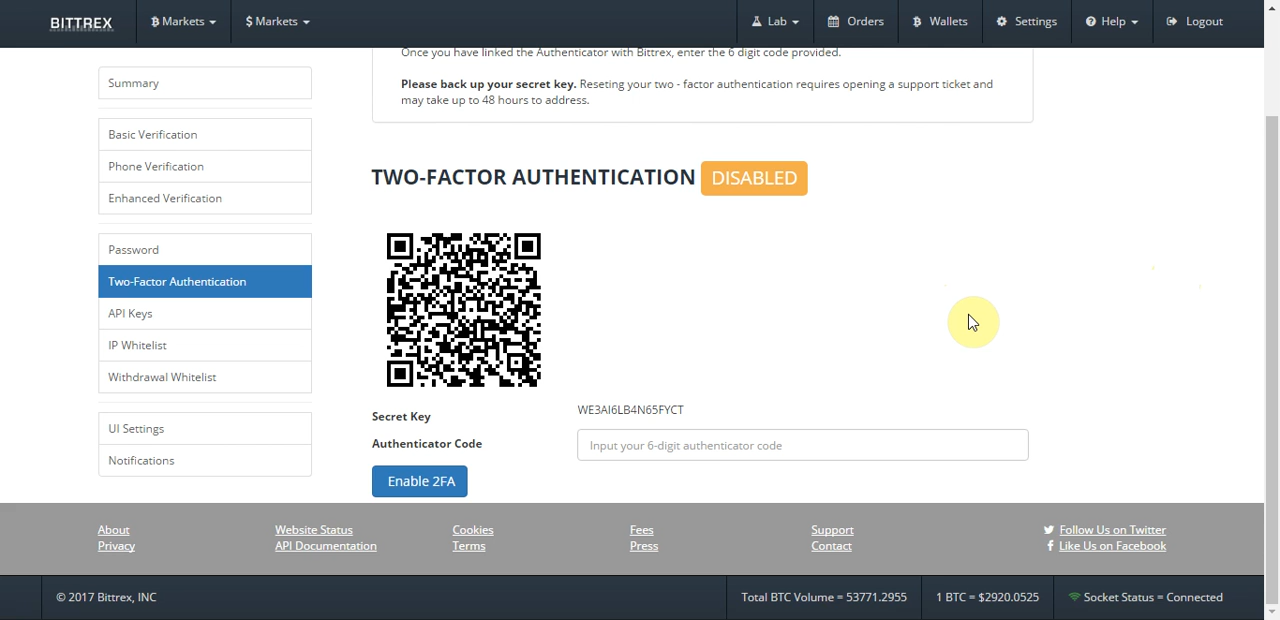 BITTREX
Markets
$ Markets
Lab
Orders
Wallets
Settings
Help
Logout
Once you have linked the Authenticator with Bittrex, enter the 6 digit code provided.
Please back up your secret key. Resetting your two - factor authentication requires opening a support ticket and
may take up to 48 hours to address.
Summary
Basic Verification
Phone Verification
Enhanced Verification
Password
Two-Factor Authentication
API Keys
IP Whitelist
Withdrawal Whitelist
UI Settings
Notifications
TWO-FACTOR AUTHENTICATION DISABLED
Secret Key
WE3AI6LB4N65FYCT
Authenticator Code
Input your 6-digit authenticator code
Enable 2FA
About
Website Status
Cookies
Fees
Support
Follow Us on Twitter
Privacy
API Documentation
Terms
Press
Contact
Like Us on Facebook
© 2017 Bittrex, INC
Total BTC Volume = 53771.2955
1 BTC = $2920.0525
Socket Status = Connected